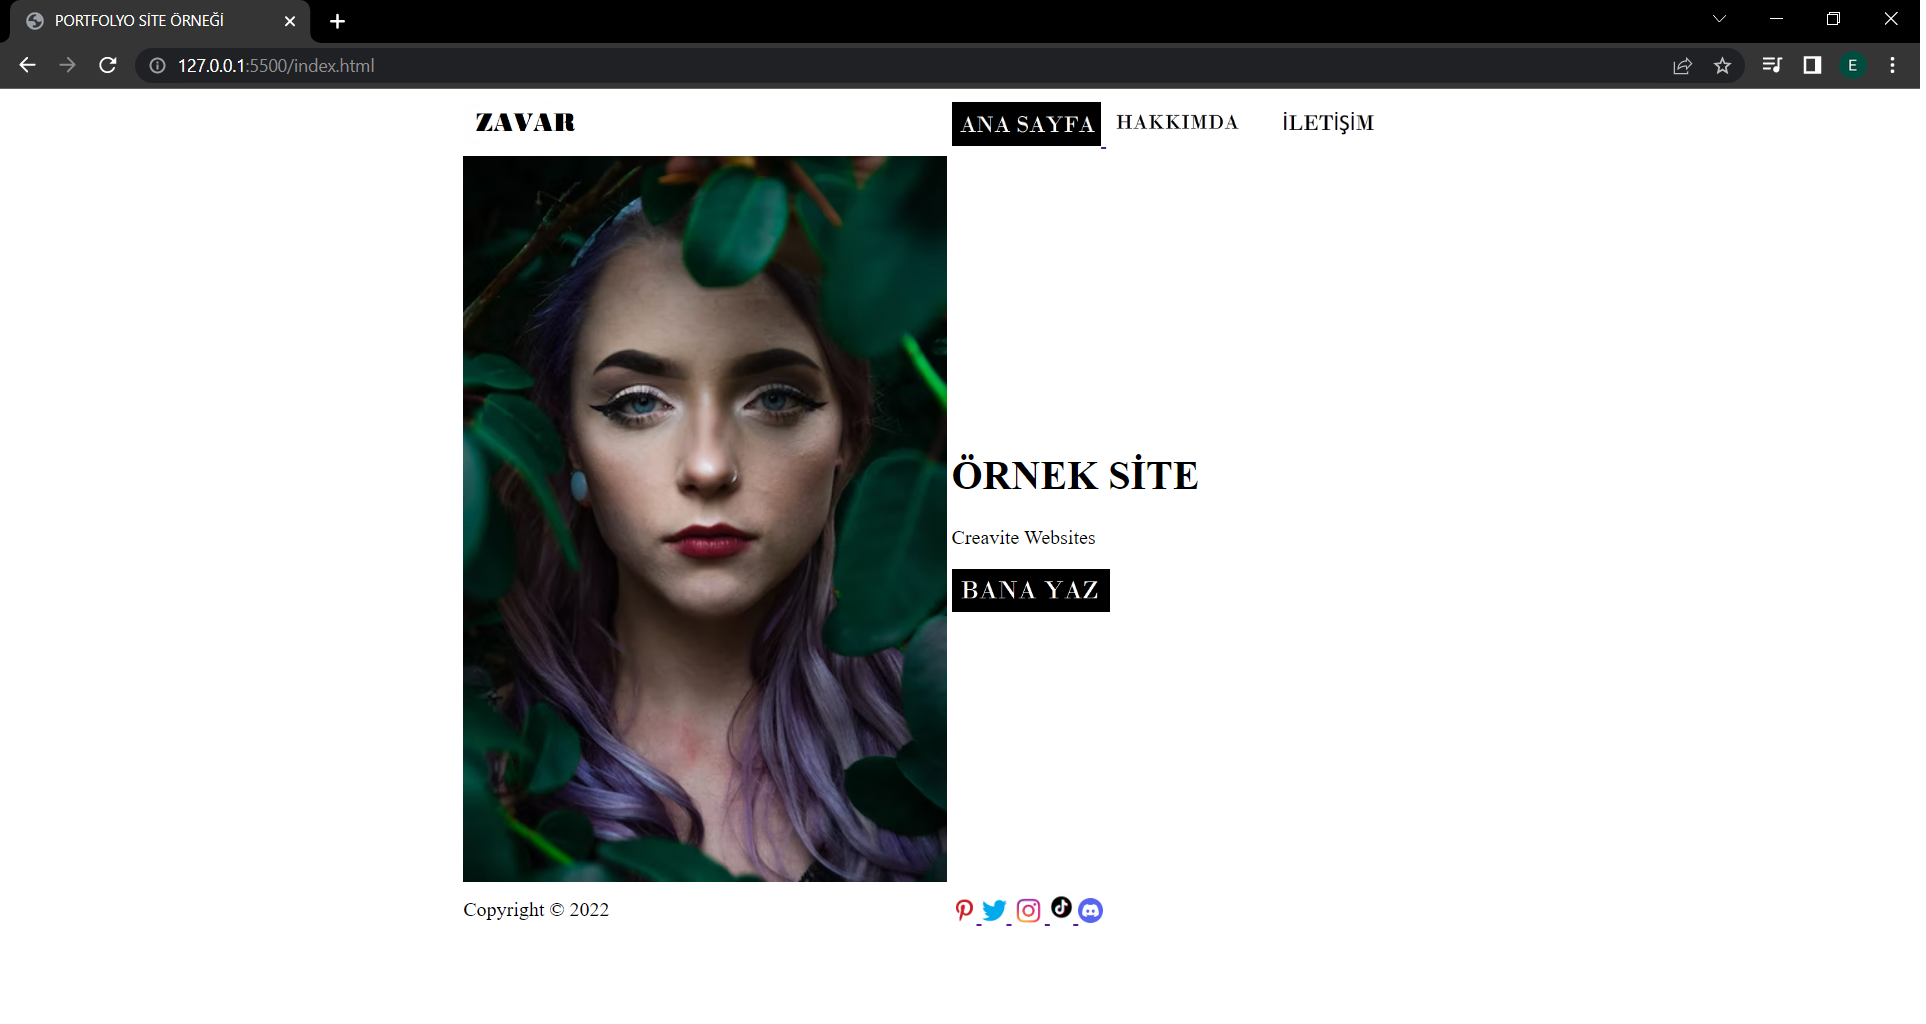 PORTFOLYO SİTE ÖRNEĞİ
127.0.0.1:5500/index.html
E
ZAVAR
ANA SAYFA
HAKKIMDA
İLETİŞİM
ÖRNEK SİTE
Creavite Websites
BANA YAZ
Copyright © 2022